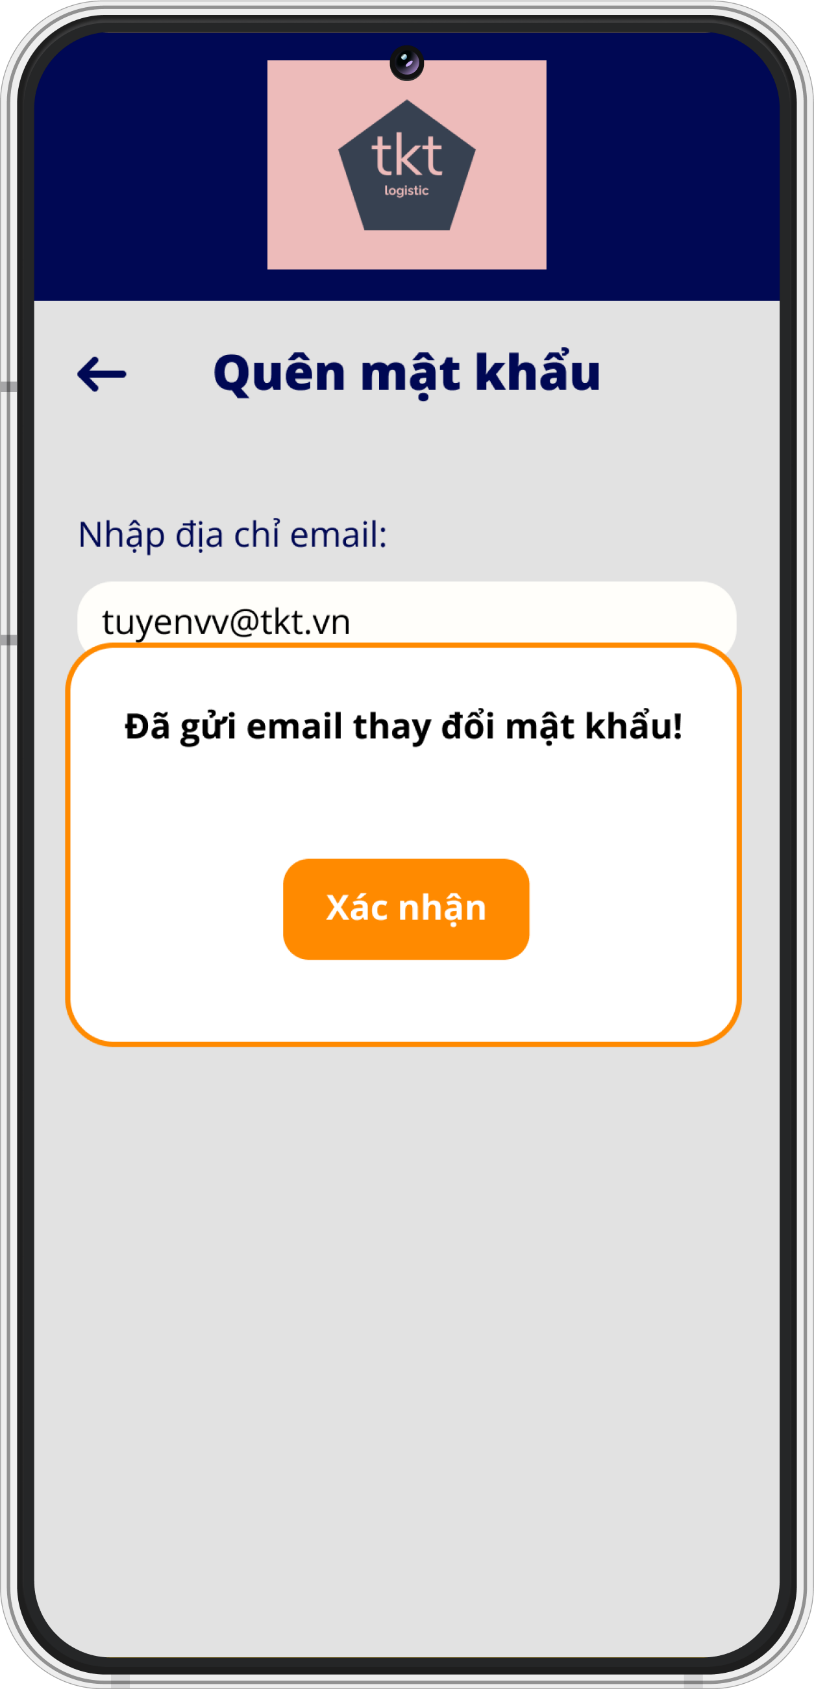 tkt
logistic
Quên mật khẩu
Nhập địa chỉ email:
tuyenvv@tkt.vn
Đã gửi email thay đổi mật khẩu!
Xác nhận